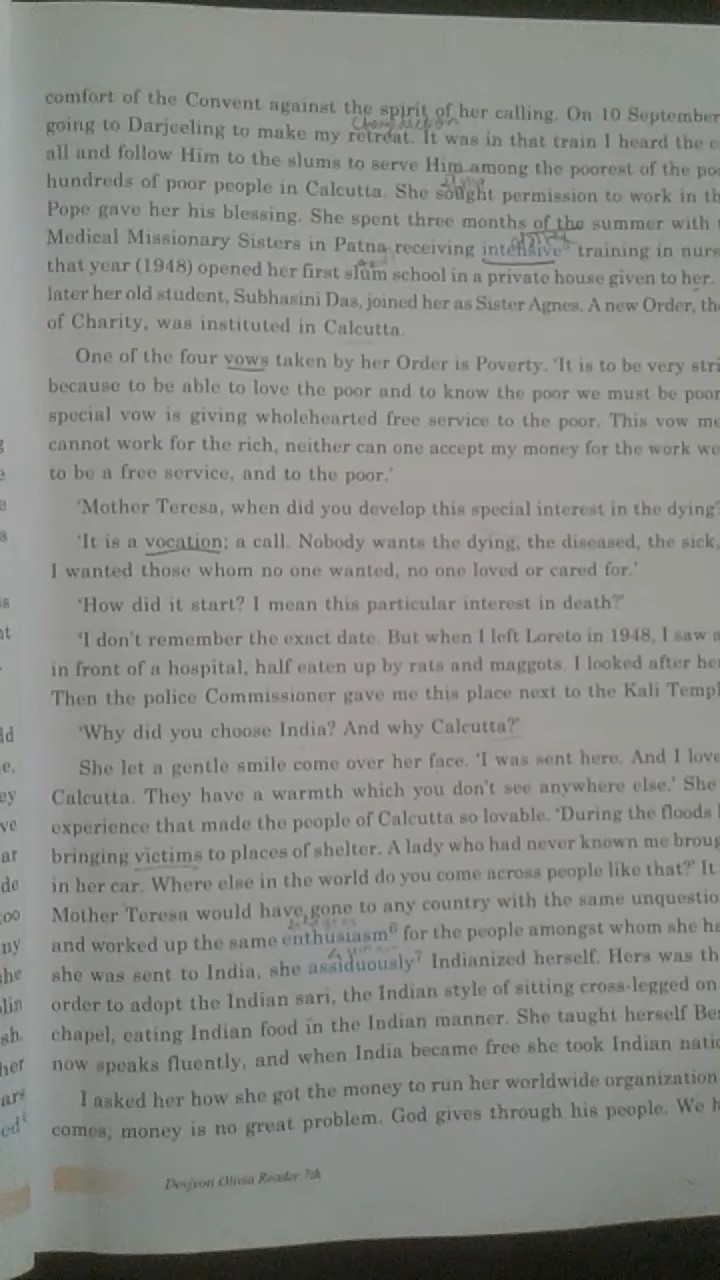 comfort of the Convent against the spirit of her calling. On 10 September
going to Darjeeling to make my retreat. It was in that train I heard the c
all and follow Him to the slums to serve Him among the poorest of the po
hundreds of poor people in Calcutta. She sought permission to work in th
Pope gave her his blessing. She spent three months of the summer with
Medical Missionary Sisters in Patna receiving intensive⁵ training in nurs
that year (1948) opened her first slum school in a private house given to her.
later her old student, Subhasini Das, joined her as Sister Agnes. A new Order, th
of Charity, was instituted in Calcutta.
One of the four vows taken by her Order is Poverty. 'It is to be very stri
because to be able to love the poor and to know the poor we must be poor
special vow is giving wholehearted free service to the poor. This vow me
cannot work for the rich, neither can one accept my money for the work we
to be a free service, and to the poor.'
'Mother Teresa, when did you develop this special interest in the dying?
'It is a vocation; a call. Nobody wants the dying, the diseased, the sick,
I wanted those whom no one wanted, no one loved or cared for.'
'How did it start? I mean this particular interest in death?'
'I don't remember the exact date. But when I left Loreto in 1948, I saw a
in front of a hospital, half eaten up by rats and maggots. I looked after he
Then the police Commissioner gave me this place next to the Kali Templ
'Why did you choose India? And why Calcutta?'
She let a gentle smile come over her face. 'I was sent here. And I love
Calcutta. They have a warmth which you don't see anywhere else.' She
experience that made the people of Calcutta so lovable. 'During the floods
bringing victims to places of shelter. A lady who had never known me broug
in her car. Where else in the world do you come across people like that?' It
Mother Teresa would have gone to any country with the same unquestio
and worked up the same enthusiasm⁶ for the people amongst whom she ha
she was sent to India, she assiduously⁷ Indianized herself. Hers was th
order to adopt the Indian sari, the Indian style of sitting cross-legged on
chapel, eating Indian food in the Indian manner. She taught herself Be
now speaks fluently, and when India became free she took Indian natio
I asked her how she got the money to run her worldwide organization
comes; money is no great problem. God gives through his people. We h
Devjyoti Olivia Reader 7th